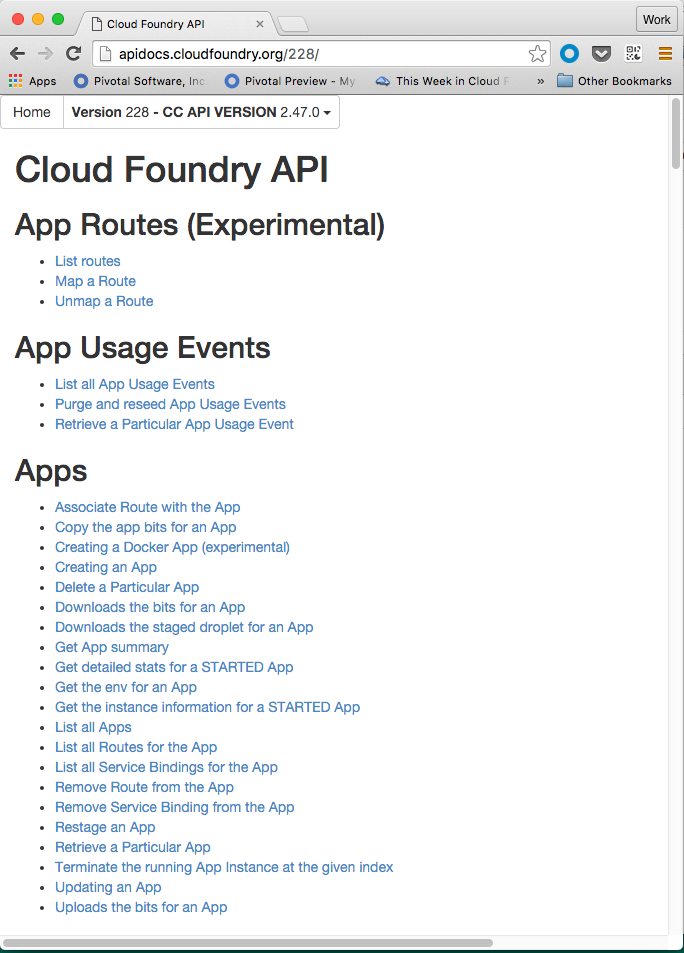 Cloud Foundry API
Work
apidocs.cloudfoundry.org/228/
Apps
Pivotal Software, Inc
Pivotal Preview - My
This Week in Cloud F
»
Other Bookmarks
Home
Version 228 - CC API VERSION 2.47.0
Cloud Foundry API
App Routes (Experimental)
• List routes
• Map a Route
• Unmap a Route
App Usage Events
• List all App Usage Events
• Purge and reseed App Usage Events
• Retrieve a Particular App Usage Event
Apps
• Associate Route with the App
• Copy the app bits for an App
• Creating a Docker App (experimental)
• Creating an App
• Delete a Particular App
• Downloads the bits for an App
• Downloads the staged droplet for an App
• Get App summary
• Get detailed stats for a STARTED App
• Get the env for an App
• Get the instance information for a STARTED App
• List all Apps
• List all Routes for the App
• List all Service Bindings for the App
• Remove Route from the App
• Remove Service Binding from the App
• Restage an App
• Retrieve a Particular App
• Terminate the running App Instance at the given index
• Updating an App
• Uploads the bits for an App